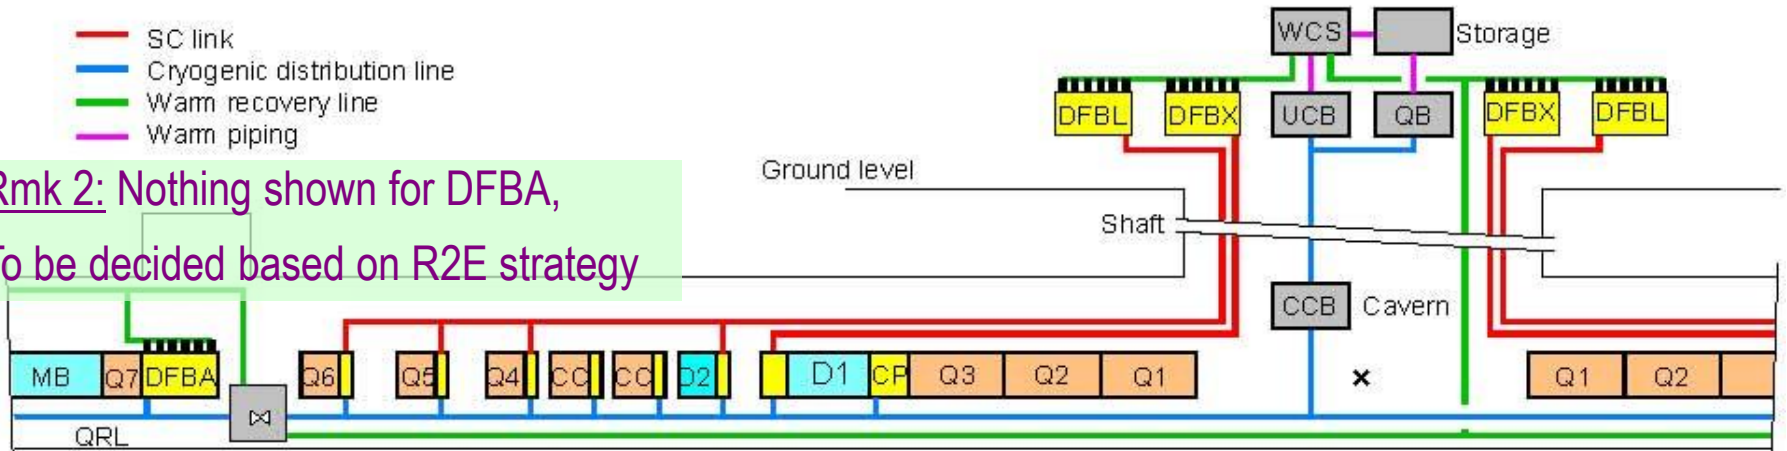 SC link
Cryogenic distribution line
Warm recovery line
Warm piping
Rmk 2: Nothing shown for DFBA,
To be decided based on R2E strategy
WCS
Storage
DFBL
DFBX
UCB
QB
DFBX
DFBL
Ground level
Shaft
CCB
Cavern
MB
Q7
DFBA
Q6
Q5
Q4
CC
CC
D2
D1
CP
Q3
Q2
Q1
Q1
Q2
QRL